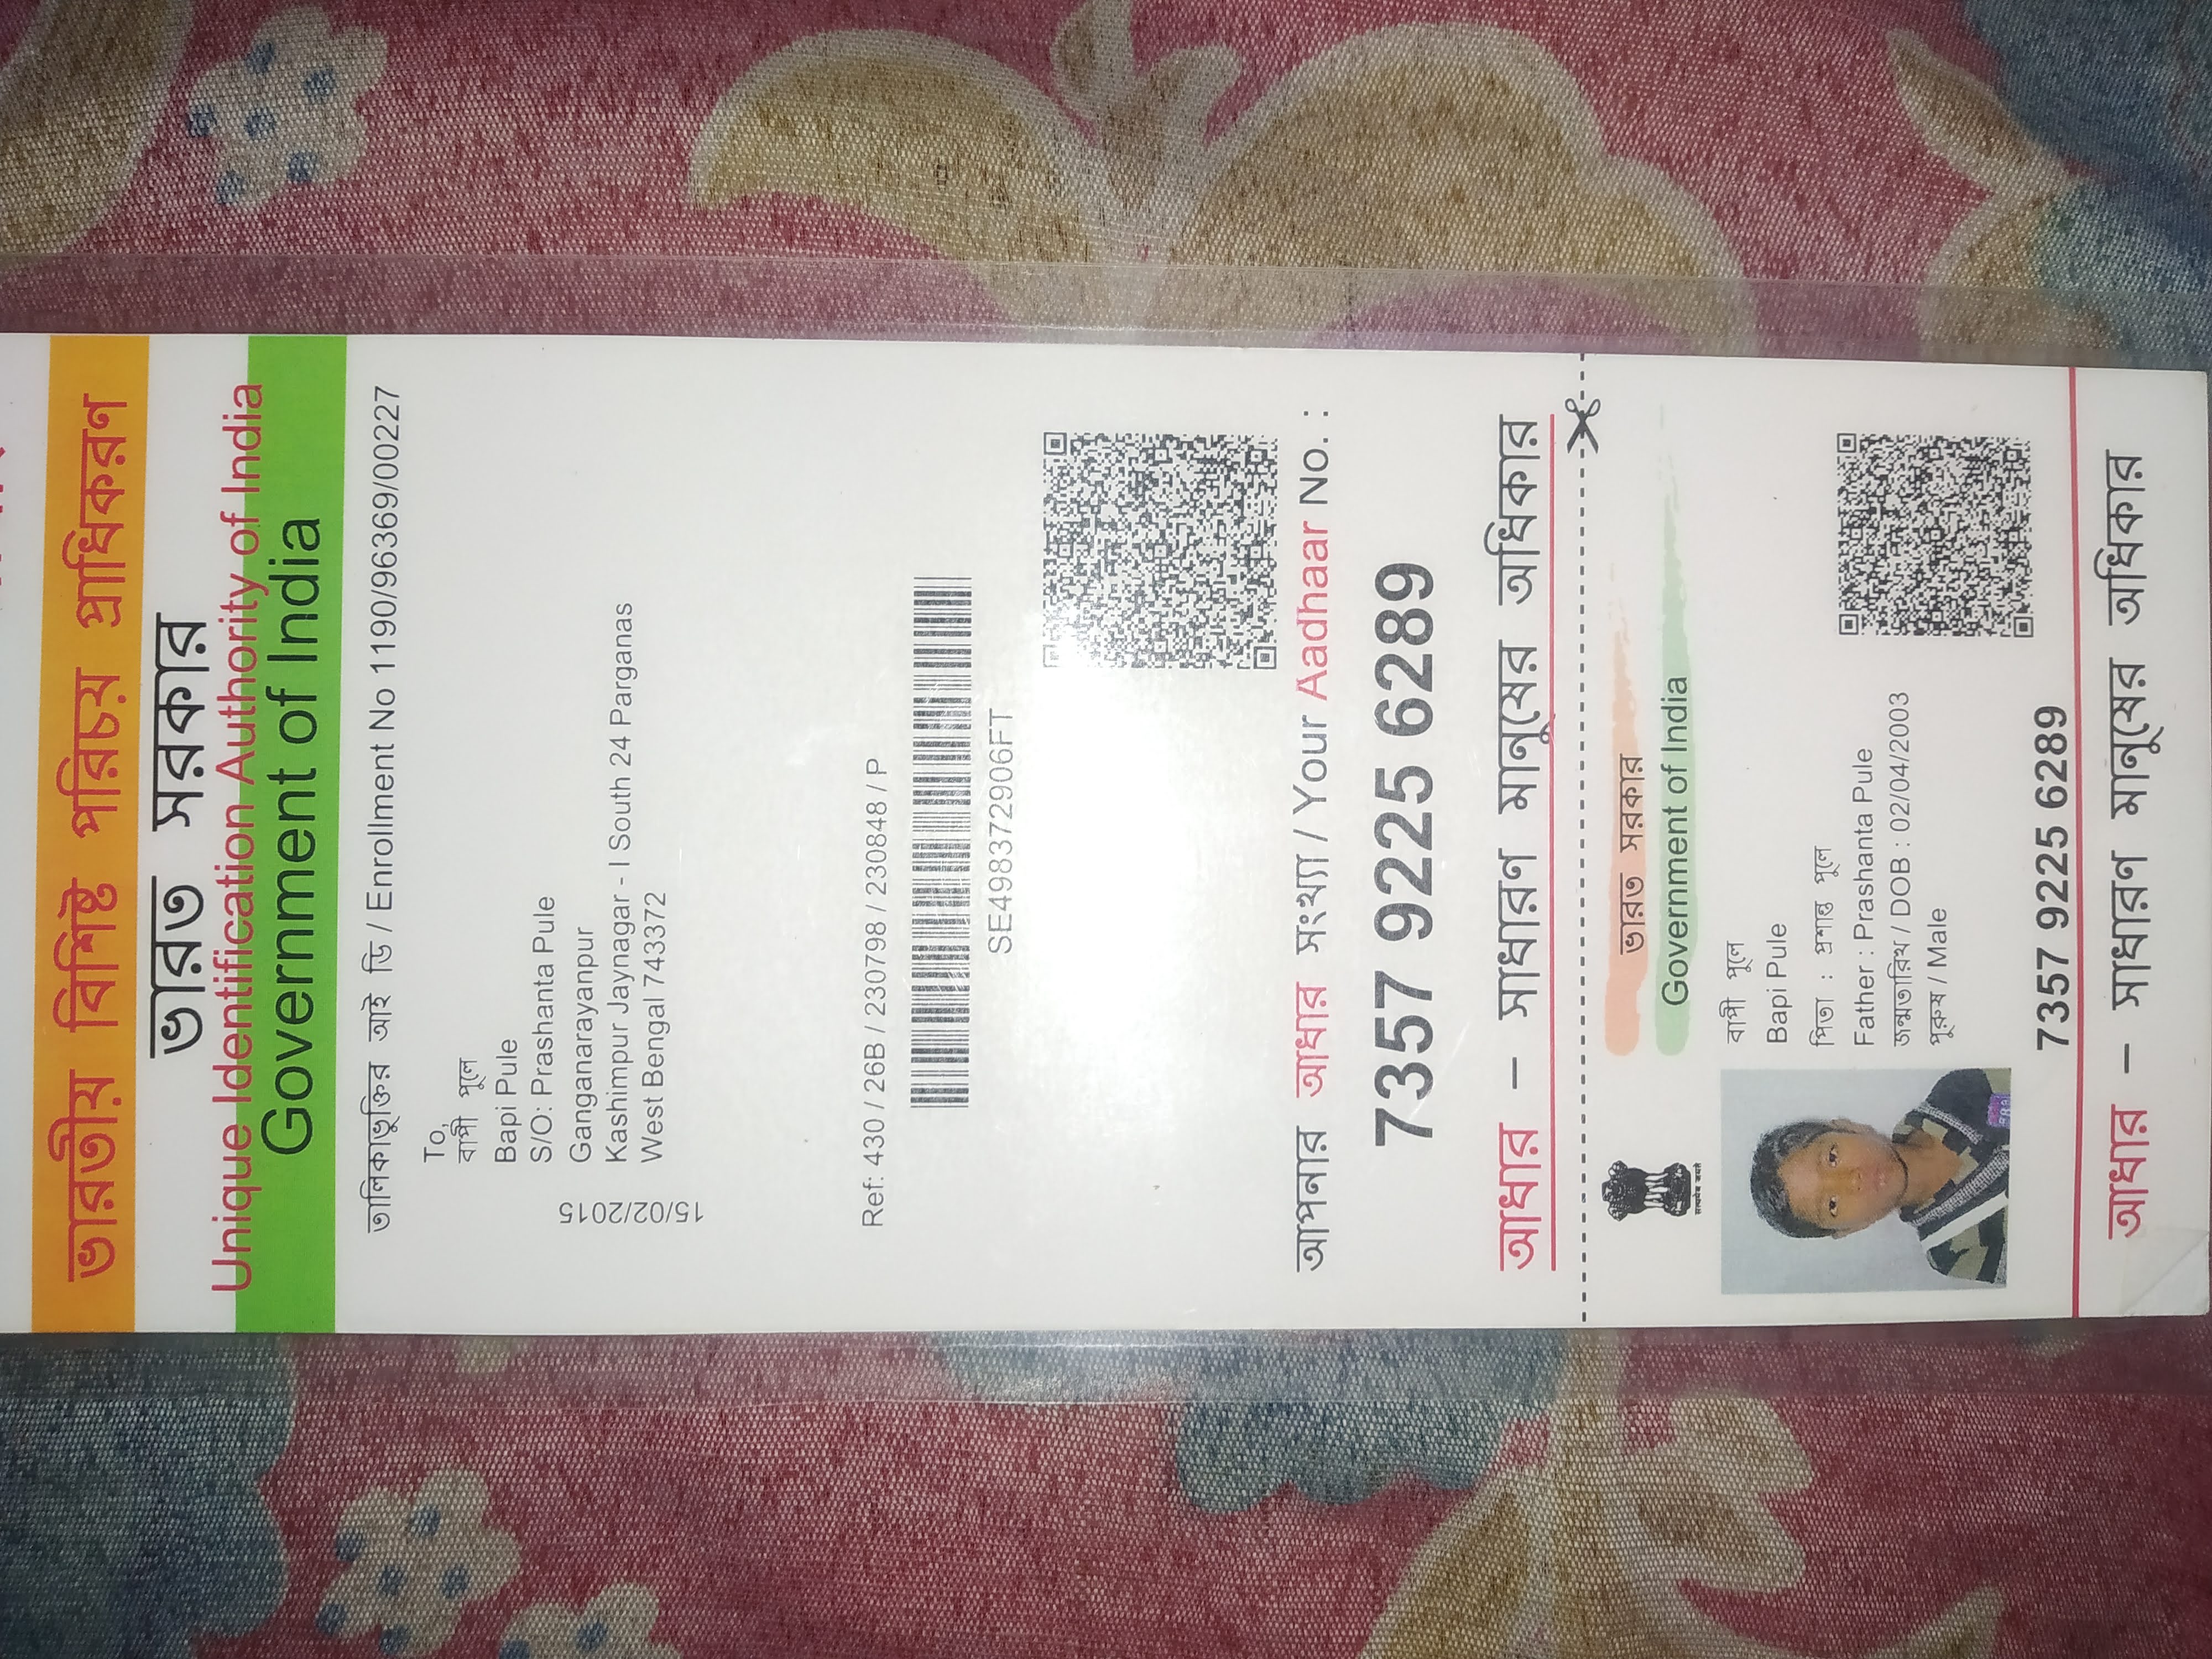 ভারতীয় বিশিষ্ট পরিচয় প্রাধিকরণ
ভারত সরকার
Unique Identification Authority of India
Government of India
তালিকাভুক্তির আই ডি / Enrollment No 1190/96369/00227
To,
বাপী পুলে
Bapi Pule
S/O: Prashanta Pule
Ganganarayanpur
Kashimpur Jaynagar - I South 24 Parganas
West Bengal 743372
15/02/2015
Ref: 430 / 26B / 230798 / 230848 / P
SE498372906FT
আপনার আধার সংখ্যা / Your Aadhaar No. :
7357 9225 6289
আধার – সাধারণ মানুষের অধিকার
ভারত সরকার
Government of India
सत्यमेव जयते
বাপী পুলে
Bapi Pule
পিতা : প্রশান্ত পুলে
Father : Prashanta Pule
জন্মতারিখ / DOB : 02/04/2003
পুরুষ / Male
7357 9225 6289
আধার – সাধারণ মানুষের অধিকার